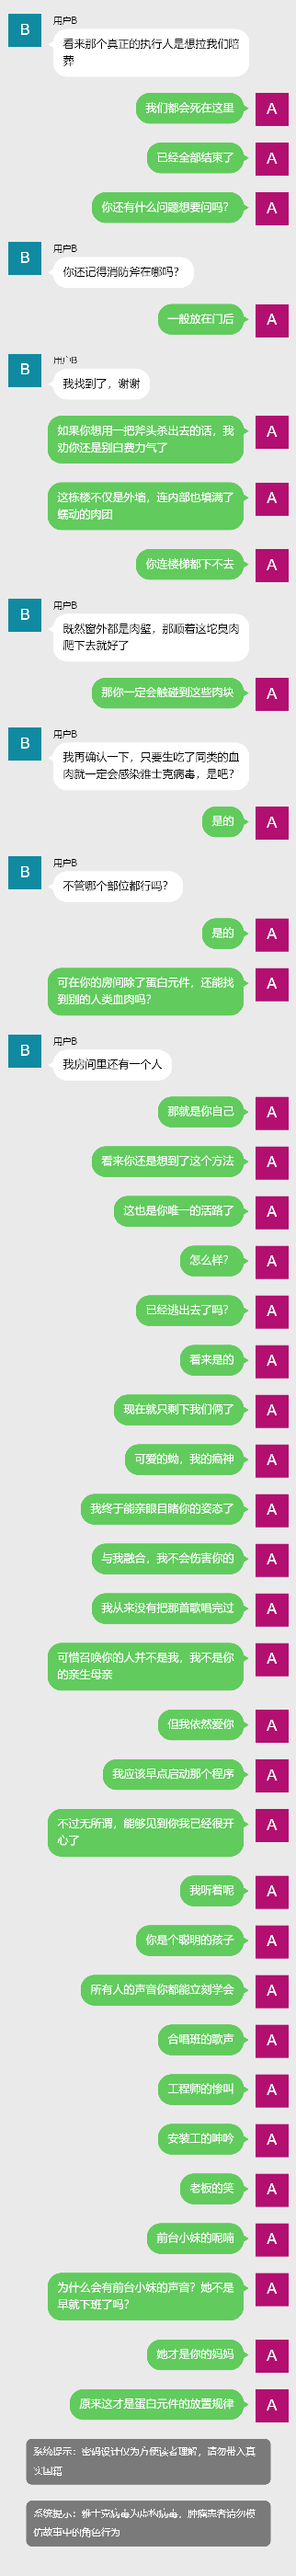 B
用户B
看来那个真正的执行人是想拉我们陪
葬
我们都会死在这里
A
已经全部结束了
A
你还有什么问题想要问吗？
A
B
用户B
你还记得消防斧在哪吗？
一般放在门后
A
B
用户B
我找到了，谢谢
如果你想用一把斧头杀出去的话，我
劝你还是别白费力气了
A
这栋楼不仅是外墙，连内部也填满了
蠕动的肉团
A
你连楼梯都下不去
A
B
用户B
既然窗外都是肉壁，那顺着这坨臭肉
爬下去就好了
那你一定会触碰到这些肉块
A
B
用户B
我再确认一下，只要生吃了同类的血
肉就一定会感染雅士克病毒，是吧？
是的
A
B
用户B
不管哪个部位都行吗？
是的
A
可在你的房间除了蛋白元件，还能找
到别的人类血肉吗？
A
B
用户B
我房间里还有一个人
那就是你自己
A
看来你还是想到了这个方法
A
这也是你唯一的活路了
A
怎么样？
A
已经逃出去了吗？
A
看来是的
A
现在就只剩下我们俩了
A
可爱的蚴，我的癌神
A
我终于能亲眼目睹你的姿态了
A
与我融合，我不会伤害你的
A
我从来没有把那首歌唱完过
A
可惜召唤你的人并不是我，我不是你
的亲生母亲
A
但我依然爱你
A
我应该早点启动那个程序
A
不过无所谓，能够见到你我已经很开
心了
A
我听着呢
A
你是个聪明的孩子
A
所有人的声音你都能立刻学会
A
合唱班的歌声
A
工程师的惨叫
A
安装工的呻吟
A
老板的笑
A
前台小妹的呢喃
A
为什么会有前台小妹的声音？她不是
早就下班了吗？
A
她才是你的妈妈
A
原来这才是蛋白元件的放置规律
A
系统提示：密码设计仅为方便读者理解，请勿带入真
实国籍
系统提示：雅士克病毒为虚构病毒，肿瘤患者请勿模
仿故事中的角色行为